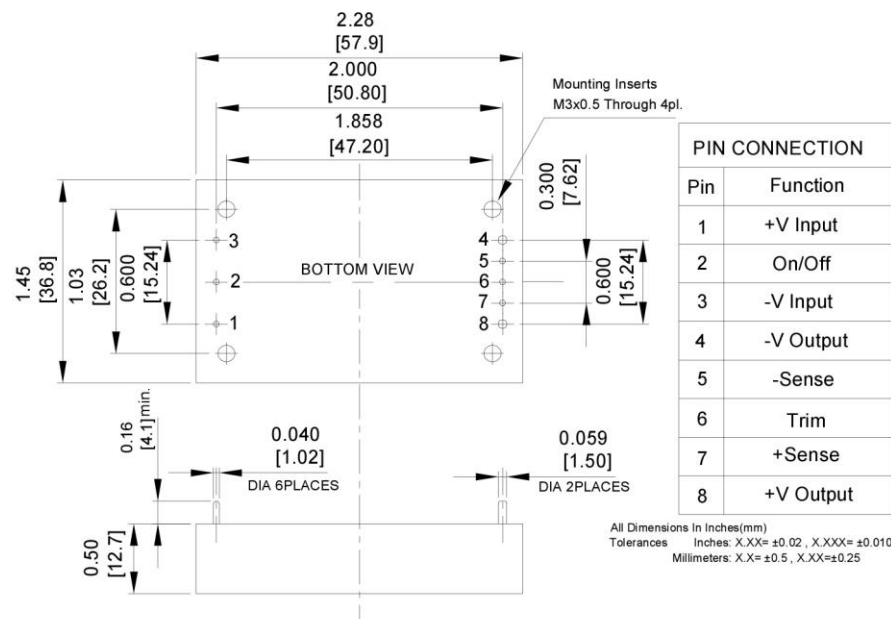 2.28
[57.9]
2.000
[50.80]
1.858
[47.20]
Mounting Inserts
M3x0.5 Through 4pl.
0.300
[7.62]
1.45
[36.8]
1.03
[26.2]
0.600
[15.24]
3
2
1
BOTTOM VIEW
4
5
6
7
8
0.600
[15.24]
PIN CONNECTION
Pin Function
1 +V Input
2 On/Off
3 -V Input
4 -V Output
5 -Sense
6 Trim
7 +Sense
8 +V Output
0.16
[4.1]min.
0.040
[1.02]
DIA 6PLACES
0.059
[1.50]
DIA 2PLACES
0.50
[12.7]
All Dimensions In Inches(mm)
Tolerances Inches: X.XX= ±0.02 , X.XXX= ±0.010
Millimeters: X.X= ±0.5 , X.XX=±0.25